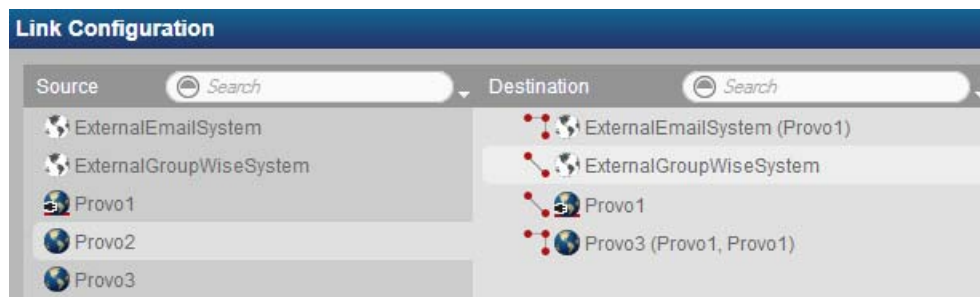 Link Configuration
Source Search Destination Search
ExternalEmailSystem ExternalEmailSystem (Provo1)
ExternalGroupWiseSystem ExternalGroupWiseSystem
Provo1 Provo1
Provo2 Provo3 (Provo1, Provo1)
Provo3